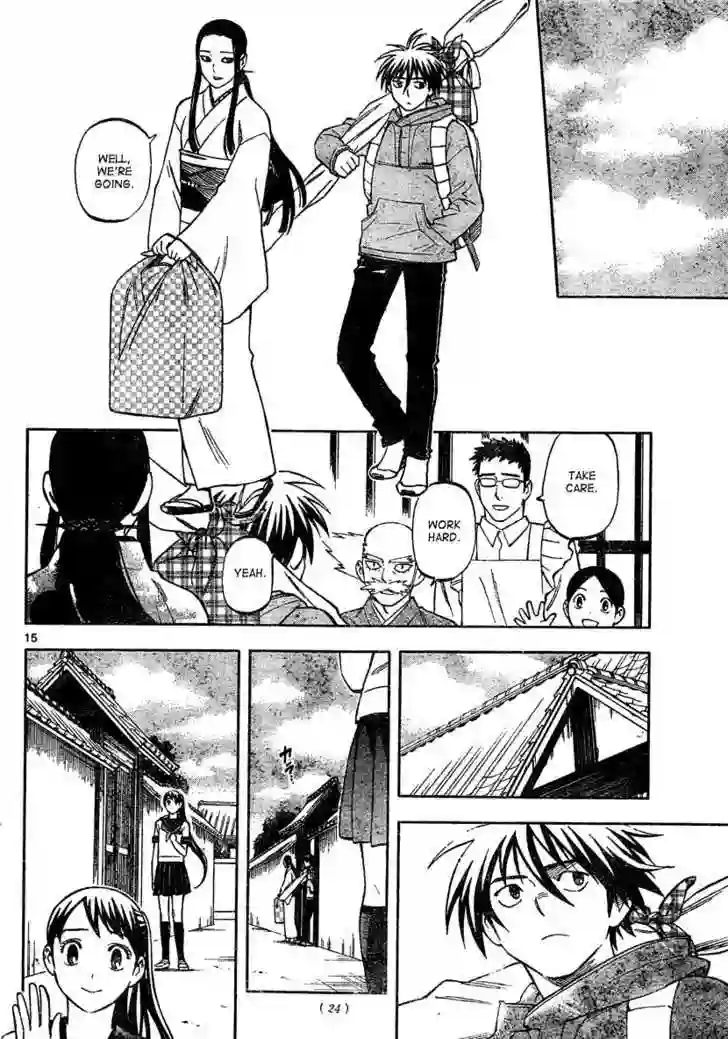 WELL,
WE'RE
GOING.
TAKE
CARE.
WORK
HARD.
YEAH.
15
(24)